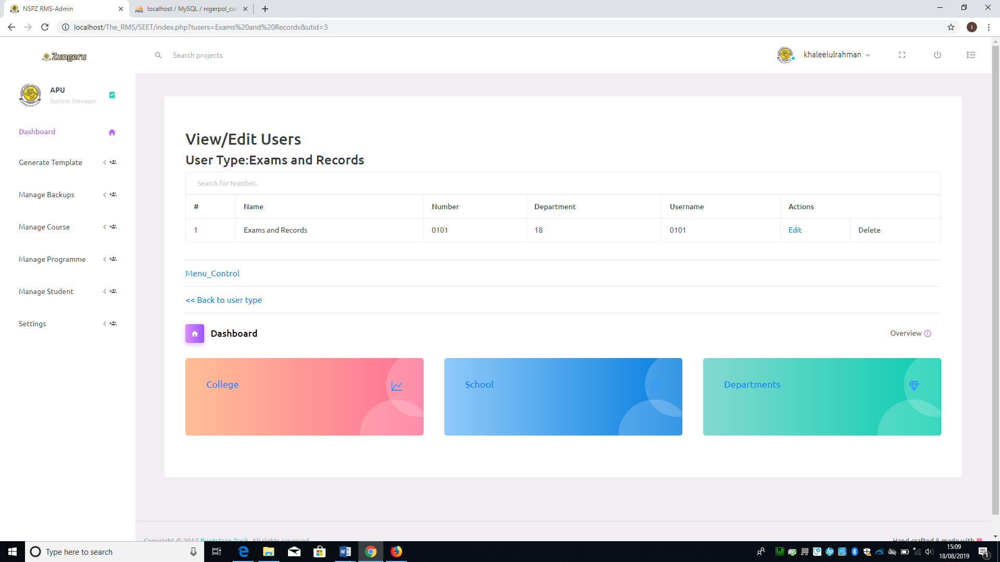 NSPZ RMS-Admin
localhost / MySQL / nigerpol_con
localhost/The_RMS/SEET/index.php?tusers=Exams%20and%20Records&utid=3
I
Zungeru
Search projects
khaleelulrahman
APU
System Manager
Dashboard
Generate Template
Manage Backups
Manage Course
Manage Programme
Manage Student
Settings
View/Edit Users
User Type:Exams and Records
Search for Number..
# Name Number Department Username Actions
1 Exams and Records 0101 18 0101 Edit Delete
Menu_Control
<< Back to user type
Dashboard
Overview
College
School
Departments
Copyright © 2017 Bootstrap Dash. All rights reserved.
Hand-crafted & made with
Type here to search
15:09
18/08/2019
1